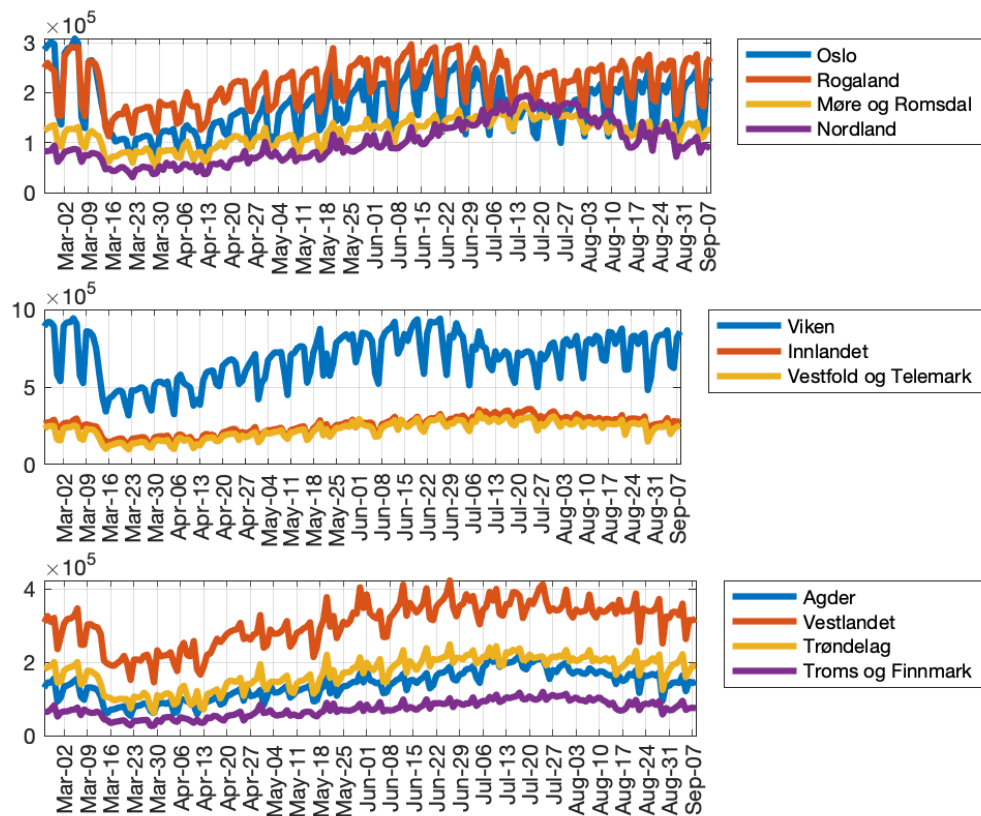 ×10⁵
3
2
1
0
Mar-02 Mar-09 Mar-16 Mar-23 Mar-30 Apr-06 Apr-13 Apr-20 Apr-27 May-04 May-11 May-18 May-25 Jun-01 Jun-08 Jun-15 Jun-22 Jun-29 Jul-06 Jul-13 Jul-20 Jul-27 Aug-03 Aug-10 Aug-17 Aug-24 Aug-31 Sep-07
Oslo
Rogaland
Møre og Romsdal
Nordland
×10⁵
10
5
0
Mar-02 Mar-09 Mar-16 Mar-23 Mar-30 Apr-06 Apr-13 Apr-20 Apr-27 May-04 May-11 May-18 May-25 Jun-01 Jun-08 Jun-15 Jun-22 Jun-29 Jul-06 Jul-13 Jul-20 Jul-27 Aug-03 Aug-10 Aug-17 Aug-24 Aug-31 Sep-07
Viken
Innlandet
Vestfold og Telemark
×10⁵
4
2
0
Mar-02 Mar-09 Mar-16 Mar-23 Mar-30 Apr-06 Apr-13 Apr-20 Apr-27 May-04 May-11 May-18 May-25 Jun-01 Jun-08 Jun-15 Jun-22 Jun-29 Jul-06 Jul-13 Jul-20 Jul-27 Aug-03 Aug-10 Aug-17 Aug-24 Aug-31 Sep-07
Agder
Vestlandet
Trøndelag
Troms og Finnmark